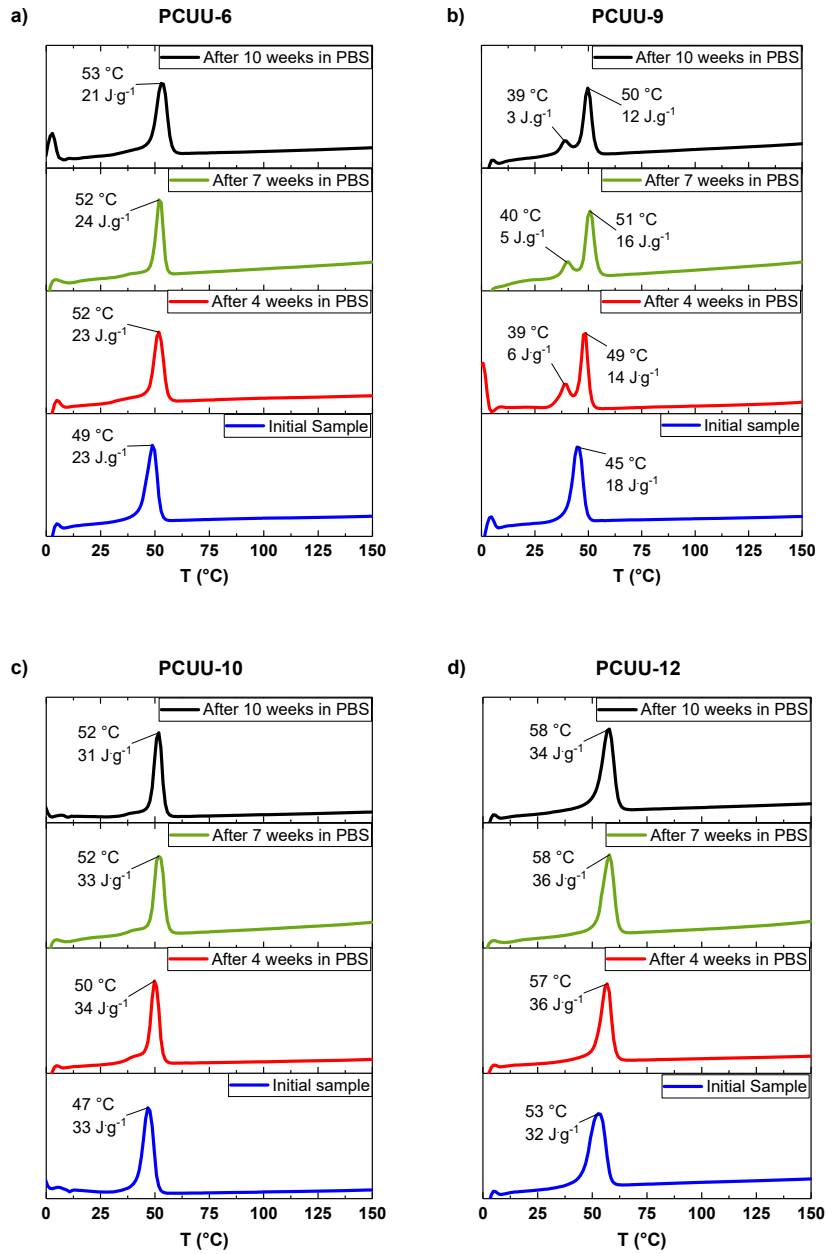 a)
PCUU-6
After 10 weeks in PBS
53 °C
21 J·g⁻¹
After 7 weeks in PBS
52 °C
24 J.g⁻¹
After 4 weeks in PBS
52 °C
23 J.g⁻¹
Initial Sample
49 °C
23 J.g⁻¹
0 25 50 75 100 125 150
T (°C)
b)
PCUU-9
After 10 weeks in PBS
39 °C
3 J.g⁻¹
50 °C
12 J.g⁻¹
After 7 weeks in PBS
40 °C
5 J.g⁻¹
51 °C
16 J.g⁻¹
After 4 weeks in PBS
39 °C
6 J·g⁻¹
49 °C
14 J·g⁻¹
Initial Sample
45 °C
18 J·g⁻¹
0 25 50 75 100 125 150
T (°C)
c)
PCUU-10
After 10 weeks in PBS
52 °C
31 J·g⁻¹
After 7 weeks in PBS
52 °C
33 J·g⁻¹
After 4 weeks in PBS
50 °C
34 J·g⁻¹
Initial sample
47 °C
33 J·g⁻¹
0 25 50 75 100 125 150
T (°C)
d)
PCUU-12
After 10 weeks in PBS
58 °C
34 J·g⁻¹
After 7 weeks in PBS
58 °C
36 J·g⁻¹
After 4 weeks in PBS
57 °C
36 J·g⁻¹
Initial Sample
53 °C
32 J·g⁻¹
0 25 50 75 100 125 150
T (°C)